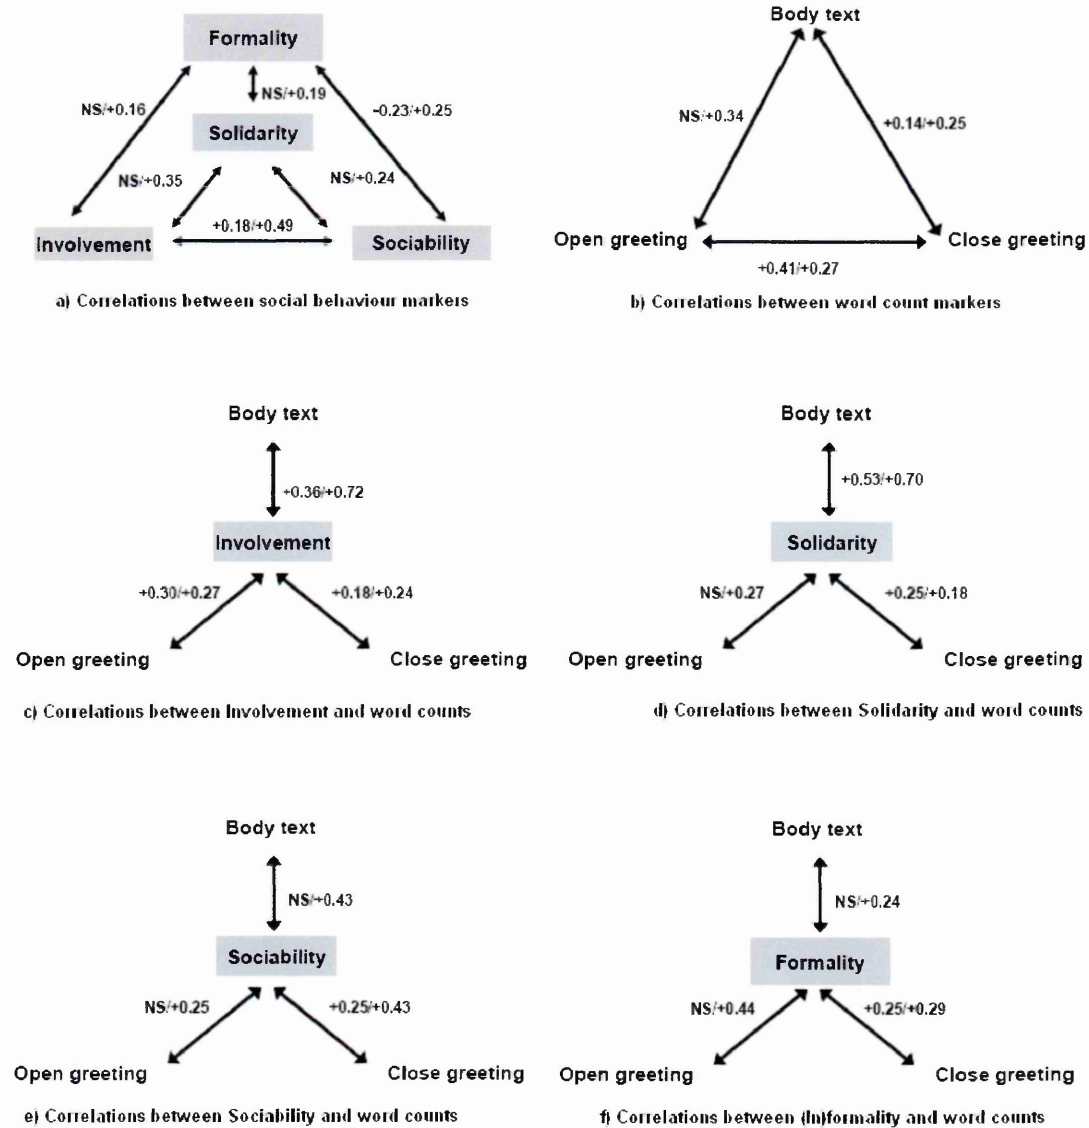 Formality
NS/+0.16
NS/+0.19
-0.23/+0.25
Solidarity
NS/+0.35
NS/+0.24
+0.18/+0.49
Involvement
Sociability
a) Correlations between social behaviour markers
Body text
NS/+0.34
+0.14/+0.25
Open greeting
Close greeting
+0.41/+0.27
b) Correlations between word count markers
Body text
+0.36/+0.72
Involvement
+0.30/+0.27
+0.18/+0.24
Open greeting
Close greeting
c) Correlations between Involvement and word counts
Body text
+0.53/+0.70
Solidarity
NS/+0.27
+0.25/+0.18
Open greeting
Close greeting
d) Correlations between Solidarity and word counts
Body text
NS/+0.43
Sociability
NS/+0.25
+0.25/+0.43
Open greeting
Close greeting
e) Correlations between Sociability and word counts
Body text
NS/+0.24
Formality
NS/+0.44
+0.25/+0.29
Open greeting
Close greeting
f) Correlations between (In)formality and word counts